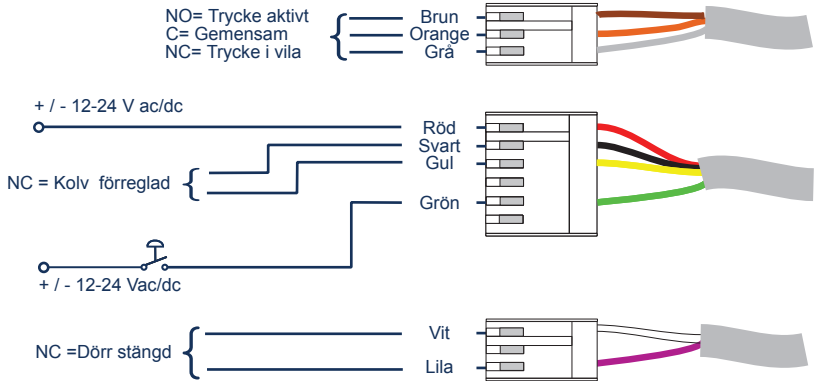 NO= Trycke aktivt
C= Gemensam
NC= Trycke i vila
Brun
Orange
Grå
+ / - 12-24 V ac/dc
Röd
Svart
Gul
NC = Kolv förreglad
Grön
+ / - 12-24 Vac/dc
Vit
NC =Dörr stängd
Lila